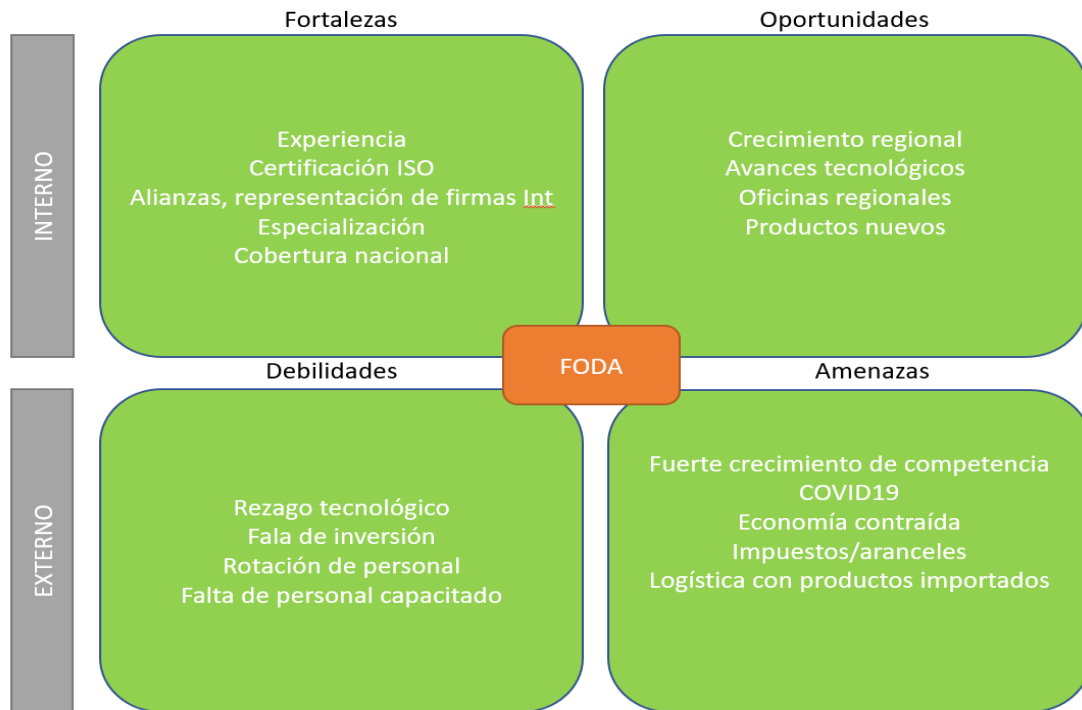 Fortalezas
Oportunidades
INTERNO
Experiencia
Certificación ISO
Alianzas, representación de firmas Int
Especialización
Cobertura nacional
Crecimiento regional
Avances tecnológicos
Oficinas regionales
Productos nuevos
FODA
Debilidades
Amenazas
EXTERNO
Rezago tecnológico
Fala de inversión
Rotación de personal
Falta de personal capacitado
Fuerte crecimiento de competencia
COVID19
Economía contraída
Impuestos/aranceles
Logística con productos importados